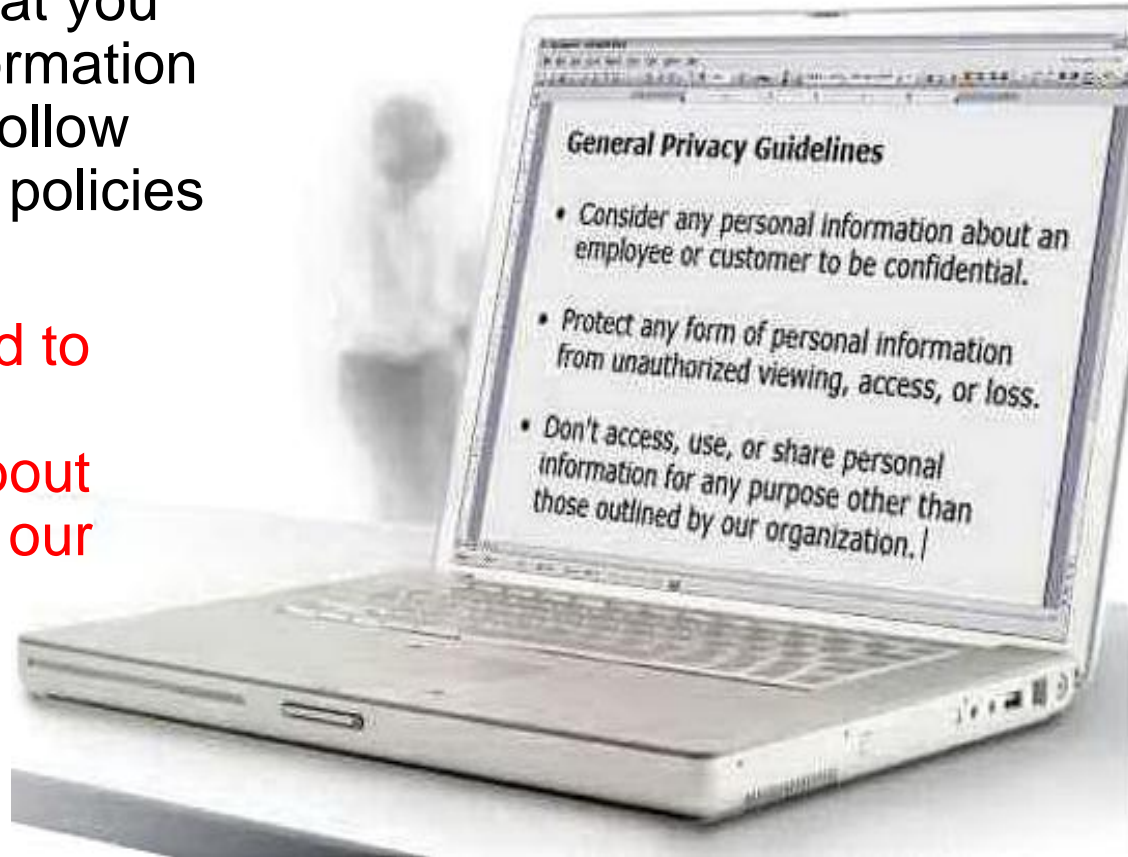 at you
ormation
ollow
policies
d to
bout
our
General Privacy Guidelines
• Consider any personal information about an
employee or customer to be confidential.
• Protect any form of personal information
from unauthorized viewing, access, or loss.
• Don't access, use, or share personal
information for any purpose other than
those outlined by our organization.